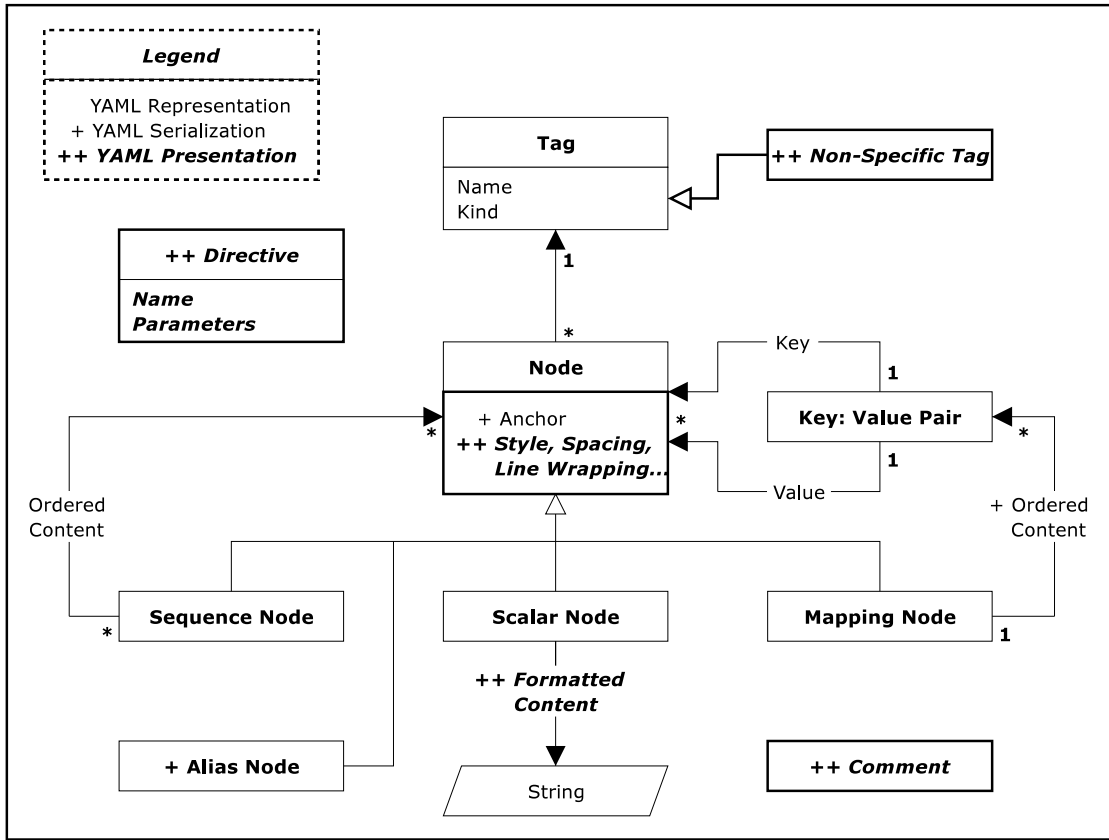 Legend
YAML Representation
+ YAML Serialization
++ YAML Presentation
Tag
Name
Kind
++ Non-Specific Tag
++ Directive
Name
Parameters
1
*
Node
+ Anchor
++ Style, Spacing,
Line Wrapping...
Key
1
Key: Value Pair
*
1
Value
*
*
Ordered
Content
+ Ordered
Content
Sequence Node
*
Scalar Node
Mapping Node
1
++ Formatted
Content
+ Alias Node
String
++ Comment